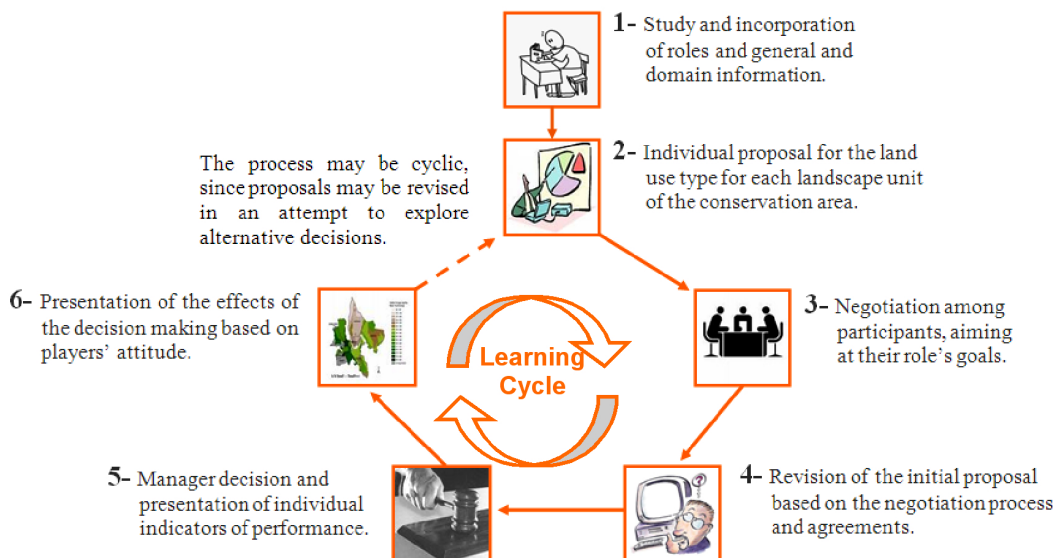 1- Study and incorporation
of roles and general and
domain information.
The process may be cyclic,
since proposals may be revised
in an attempt to explore
alternative decisions.
2- Individual proposal for the land
use type for each landscape unit
of the conservation area.
6- Presentation of the effects of
the decision making based on
players’ attitude.
Learning
Cycle
3- Negotiation among
participants, aiming
at their role’s goals.
5- Manager decision and
presentation of individual
indicators of performance.
?
4- Revision of the initial proposal
based on the negotiation process
and agreements.